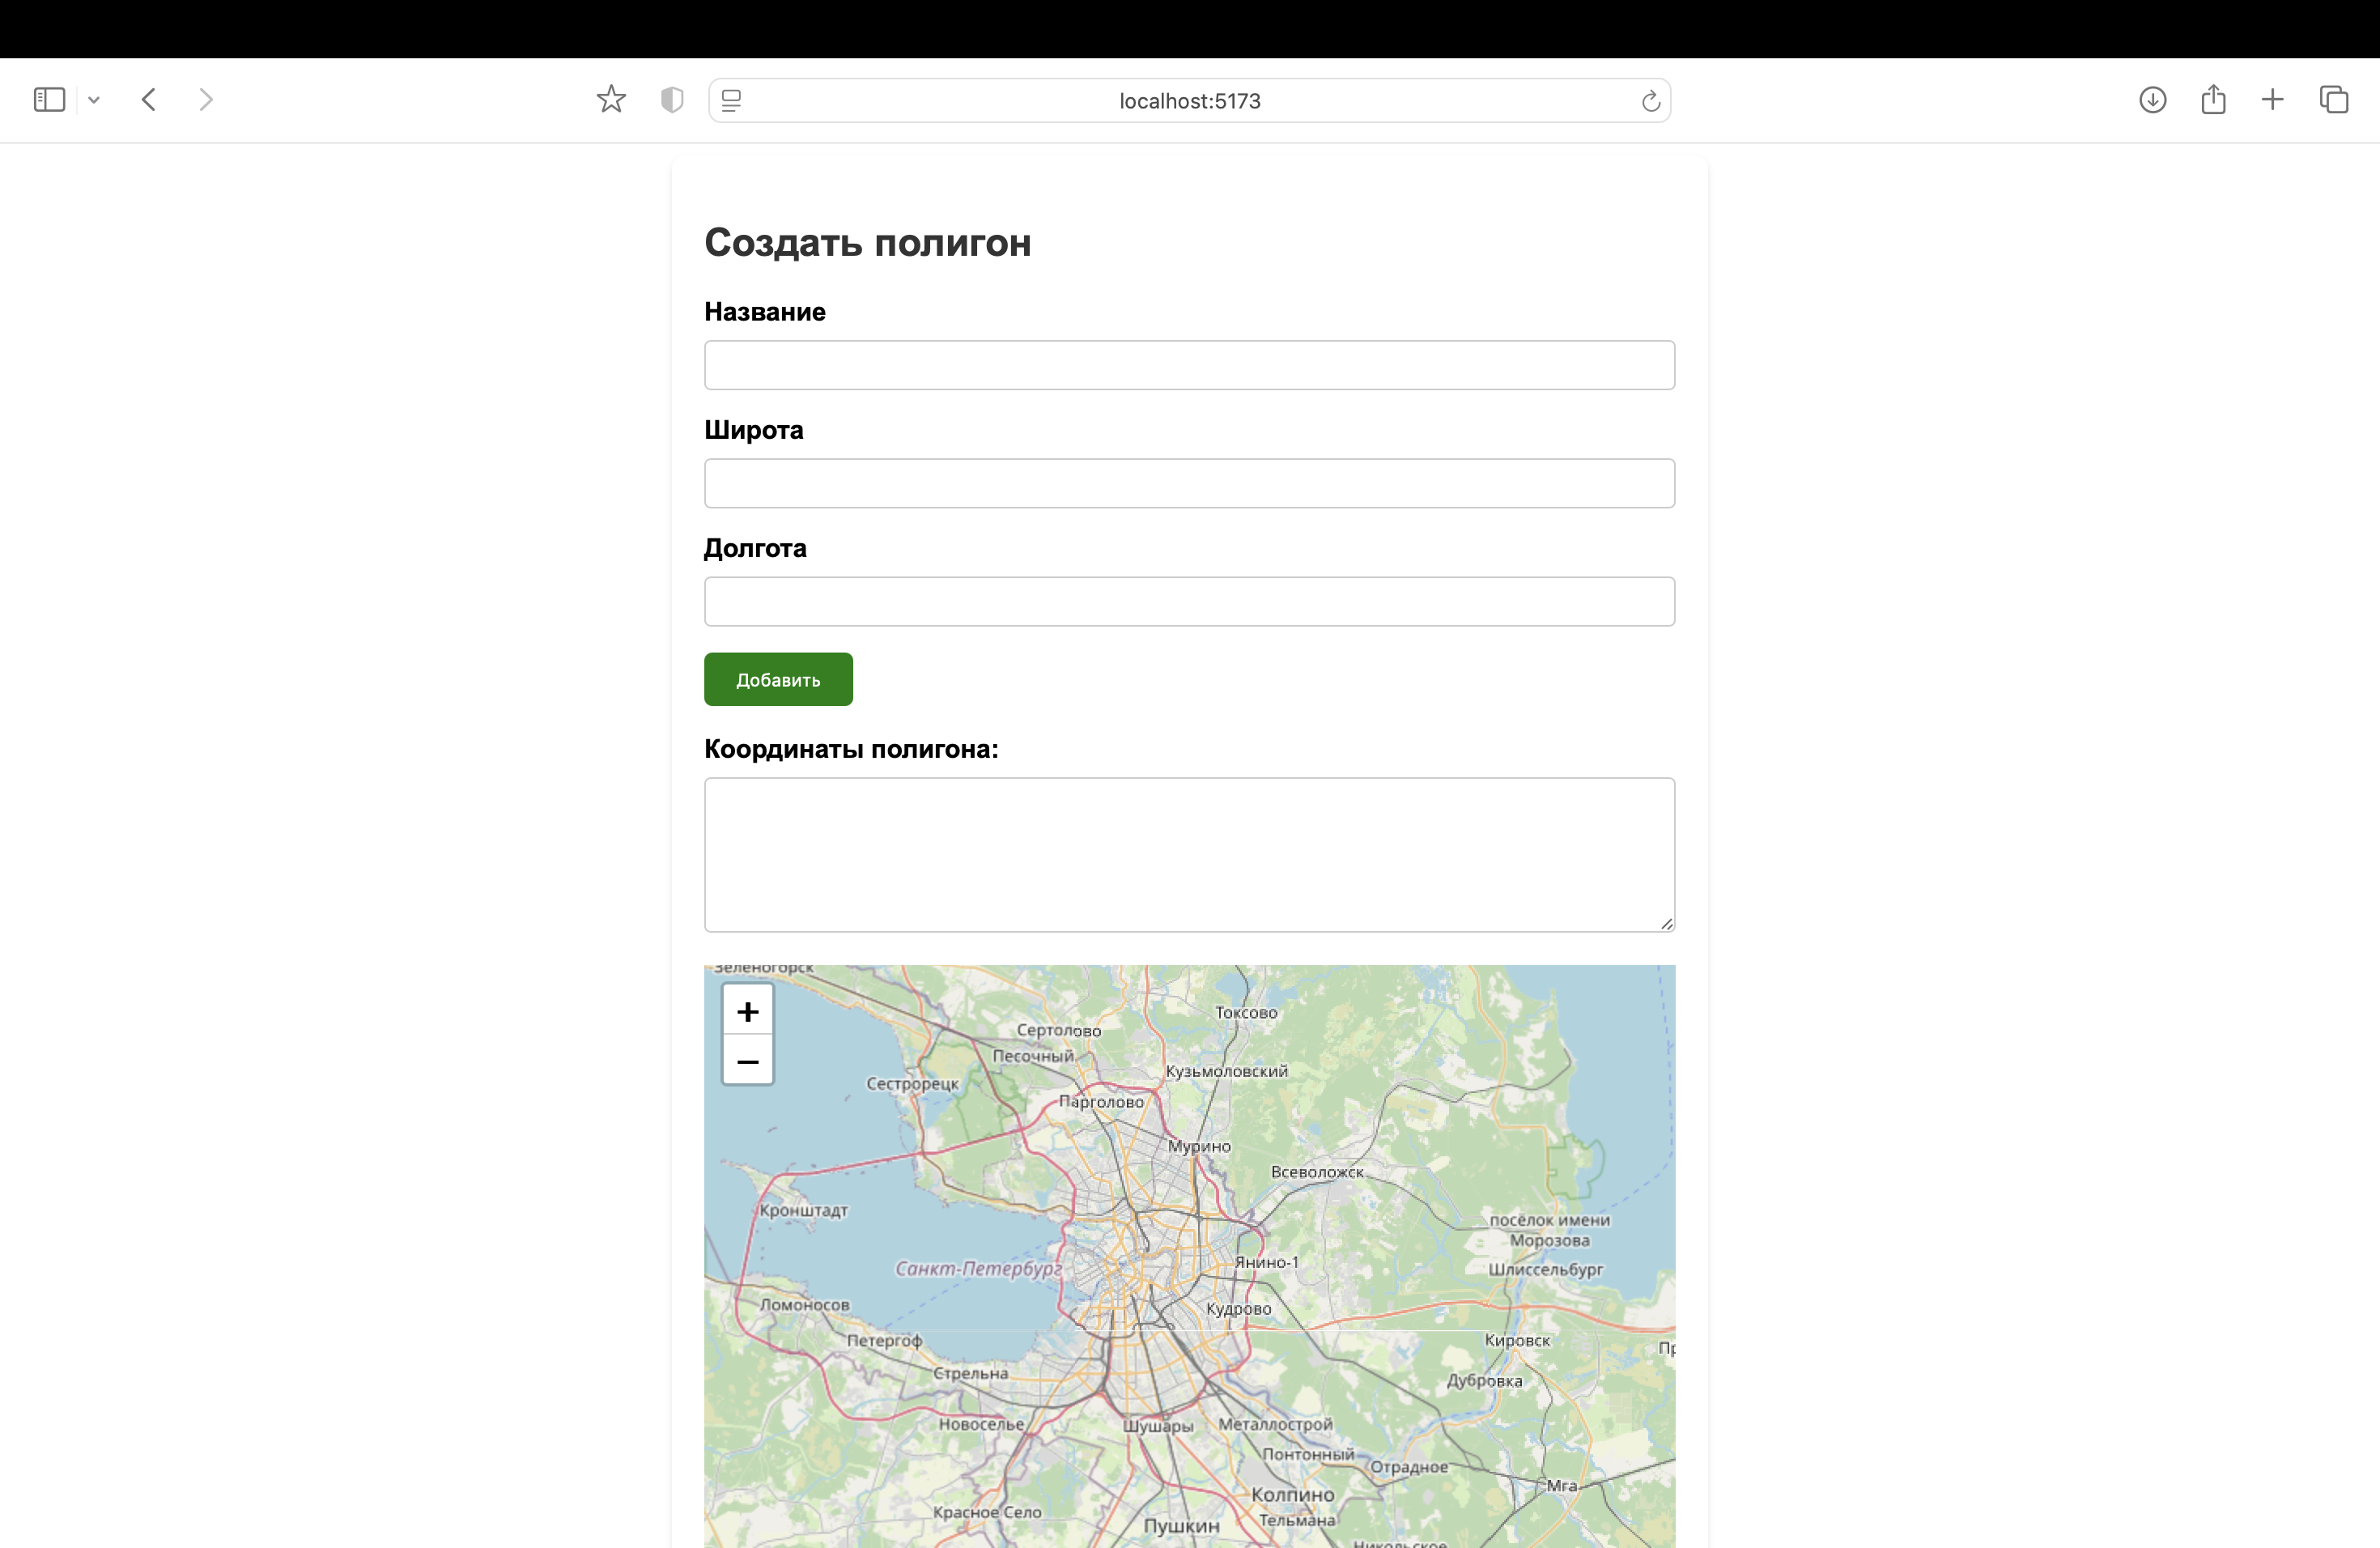 localhost:5173
Создать полигон
Название
Широта
Долгота
Добавить
Координаты полигона:
Зеленогорск
+
−
Токсово
Сертолово
Песочный
Кузьмоловский
Сестрорецк
Парголово
Мурино
Всеволожск
Кронштадт
посёлок имени
Морозова
Янино-1
Санкт-Петербург
Шлиссельбург
Ломоносов
Кудрово
Петергоф
Кировск
Стрельна
Дубровка
Новоселье
Шушары
Металлострой
Понтонный
Отрадное
Мга
Колпино
Красное Село
Тельмана
Пушкин
Никольское